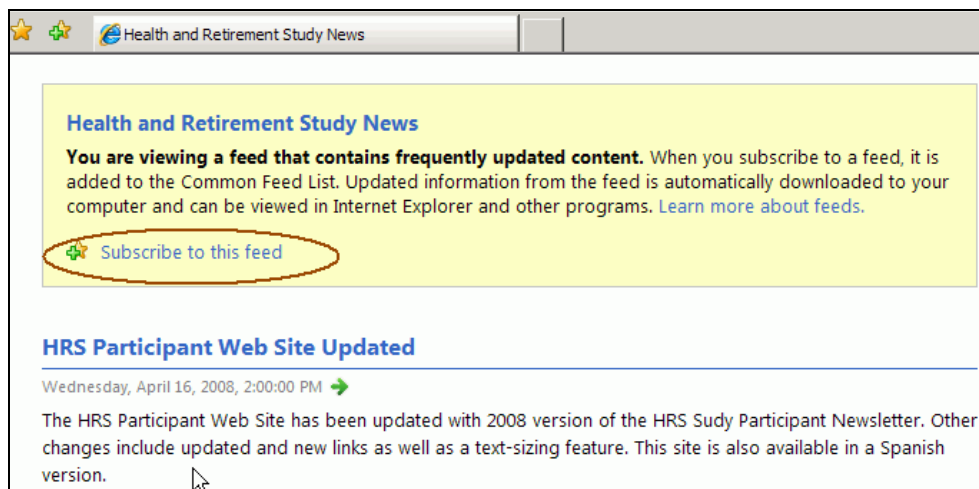 Health and Retirement Study News
Health and Retirement Study News
You are viewing a feed that contains frequently updated content. When you subscribe to a feed, it is
added to the Common Feed List. Updated information from the feed is automatically downloaded to your
computer and can be viewed in Internet Explorer and other programs. Learn more about feeds.
Subscribe to this feed
HRS Participant Web Site Updated
Wednesday, April 16, 2008, 2:00:00 PM
The HRS Participant Web Site has been updated with 2008 version of the HRS Sudy Participant Newsletter. Other
changes include updated and new links as well as a text-sizing feature. This site is also available in a Spanish
version.